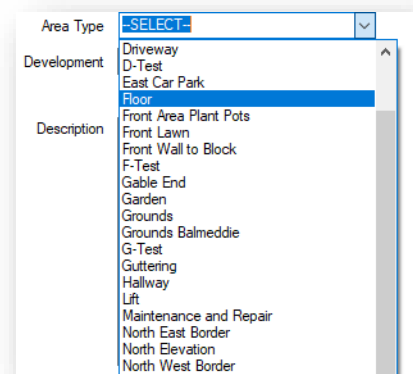 Area Type --SELECT--
Driveway
Development D-Test
East Car Park
Floor
Front Area Plant Pots
Description Front Lawn
Front Wall to Block
F-Test
Gable End
Garden
Grounds
Grounds Balmeddie
G-Test
Guttering
Hallway
Lift
Maintenance and Repair
North East Border
North Elevation
North West Border